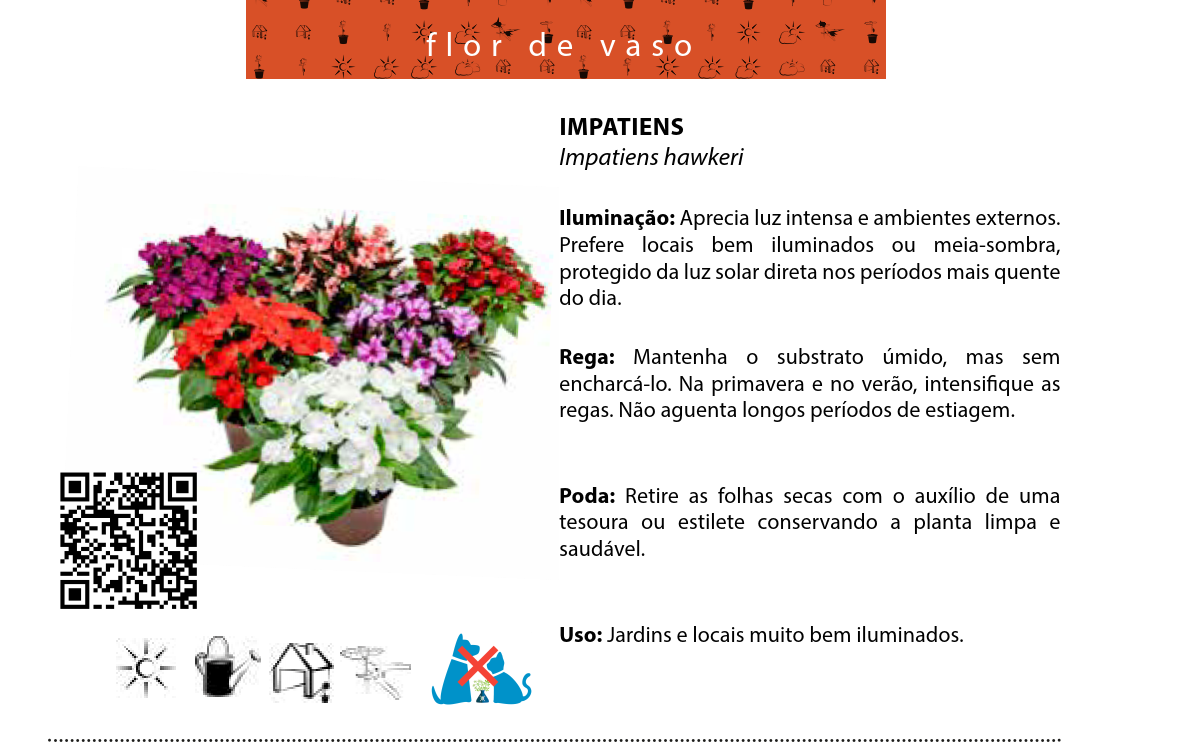 flor de vaso
IMPATIENS
Impatiens hawkeri
Iluminação: Aprecia luz intensa e ambientes externos.
Prefere locais bem iluminados ou meia-sombra,
protegido da luz solar direta nos períodos mais quente
do dia.
Rega: Mantenha o substrato úmido, mas sem
encharcá-lo. Na primavera e no verão, intensifique as
regas. Não aguenta longos períodos de estiagem.
Poda: Retire as folhas secas com o auxílio de uma
tesoura ou estilete conservando a planta limpa e
saudável.
Uso: Jardins e locais muito bem iluminados.